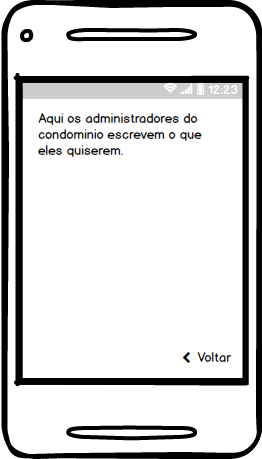 12:23
Aqui os administradores do
condominio escrevem o que
eles quiserem.
Voltar